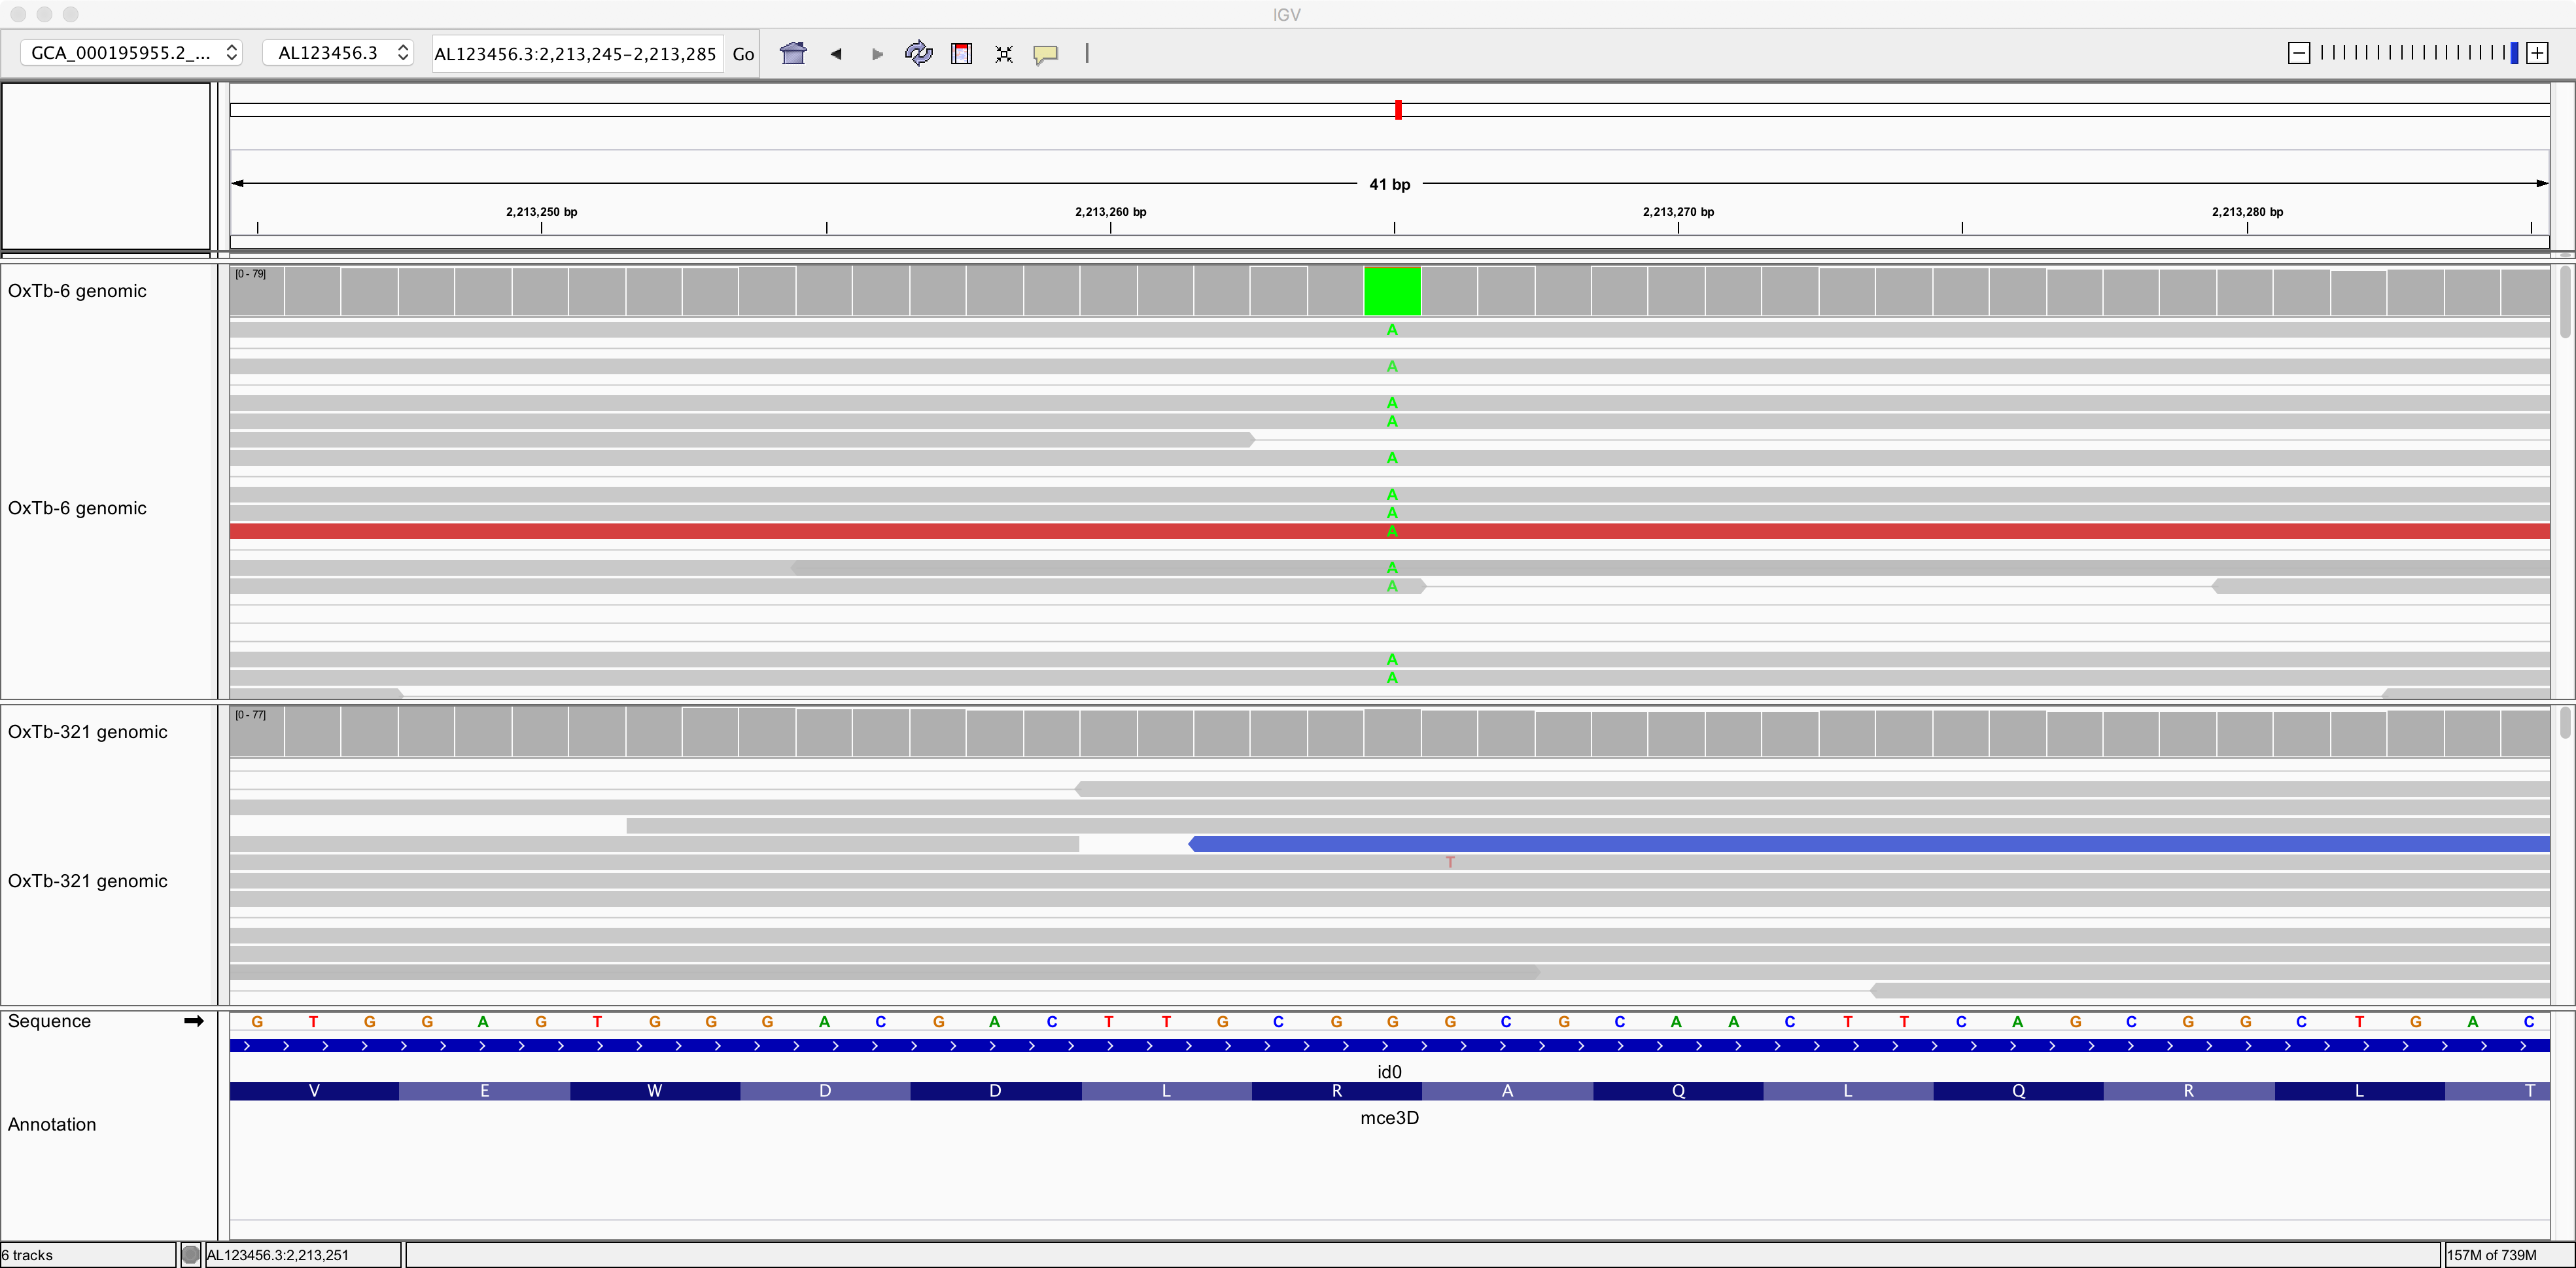 IGV
GCA_000195955.2_... AL123456.3 AL123456.3:2,213,245-2,213,285 Go
41 bp
2,213,250 bp 2,213,260 bp 2,213,270 bp 2,213,280 bp
[0 - 79]
OxTb-6 genomic
A
A
A
A
A
A
OxTb-6 genomic
A
A
A
A
A
A
[0 - 77]
OxTb-321 genomic
T
OxTb-321 genomic
Sequence G T G G A G T G G G A C G A C T T G C G G G C G C A A C T T C A G C G G C T G A C
id0
V E W D D L R A Q L Q R L T
mce3D
Annotation
6 tracks AL123456.3:2,213,251 157M of 739M